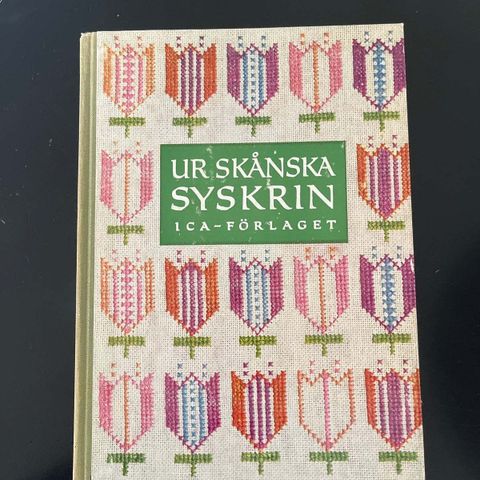 UR SKÅNSKA
SYSKRIN
ICA-FÖRLAGET